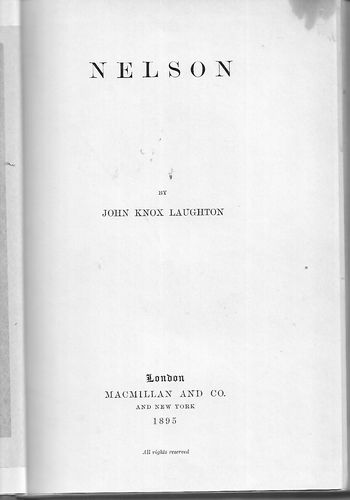 NELSON
BY
JOHN KNOX LAUGHTON
London
MACMILLAN AND CO.
AND NEW YORK
1895
All rights reserved